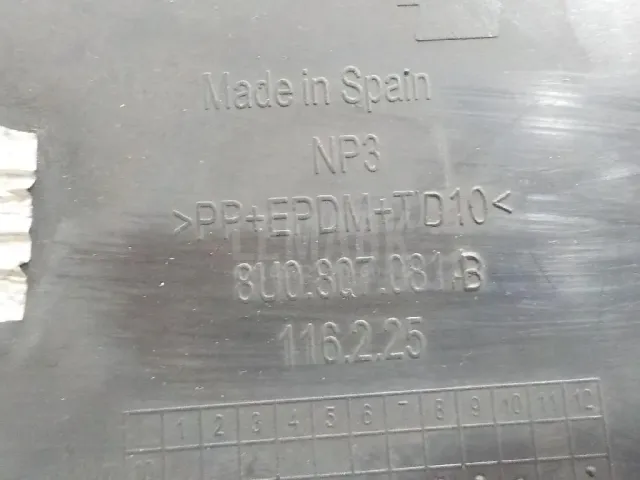 Made in Spain
NP3
>PP+EPDM+TD10<
8U0.807.081.B
116.2.25
1 2 3 4 5 6 7 8 9 10 11 12